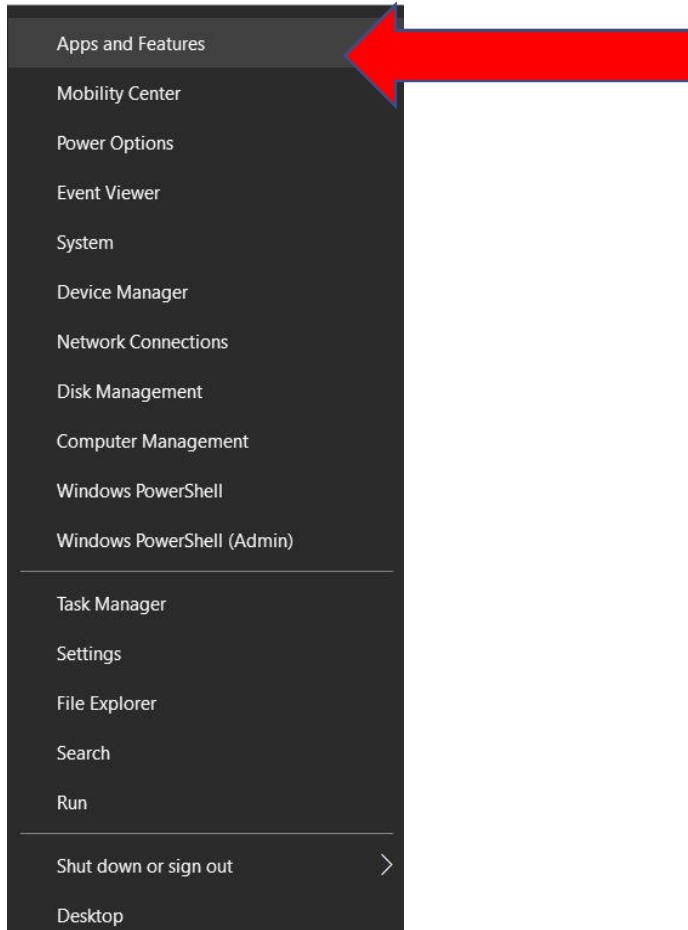 Apps and Features
Mobility Center
Power Options
Event Viewer
System
Device Manager
Network Connections
Disk Management
Computer Management
Windows PowerShell
Windows PowerShell (Admin)
Task Manager
Settings
File Explorer
Search
Run
Shut down or sign out
Desktop